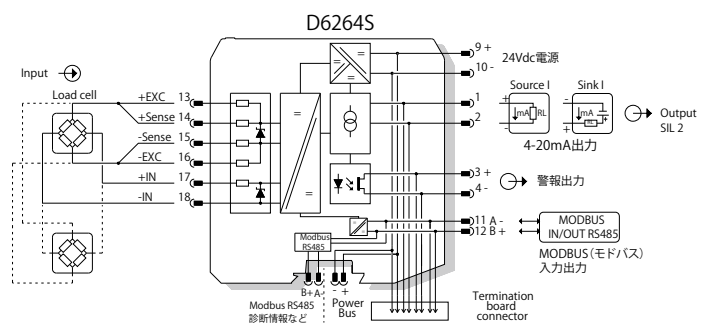 D6264S
Input
Load cell
+EXC 13
+Sense 14
-Sense 15
-EXC 16
+IN 17
-IN 18
9 +
10 -
24Vdc電源
1
2
Source I
+
mA
RL
-
Sink I
-
mA
RL
+
+
4-20mA出力
Output
SIL 2
3 +
4 -
警報出力
11 A -
12 B +
MODBUS
IN/OUT RS485
MODBUS(モドバス)
入力出力
Modbus
RS485
B+ A- - +
Modbus RS485
診断情報など
Power
Bus
Termination
board
connector